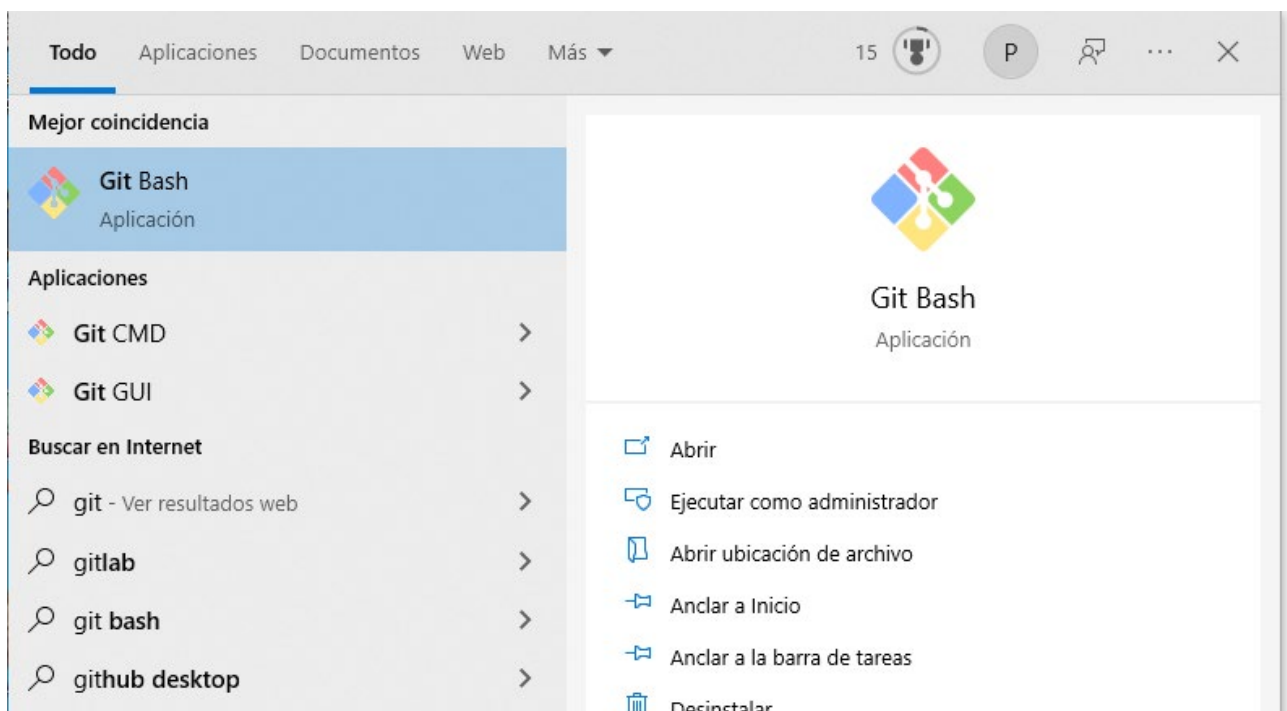 Todo Aplicaciones Documentos Web Más 15 P ...
Mejor coincidencia
Git Bash
Aplicación
Aplicaciones
Git CMD
Git GUI
Buscar en Internet
git - Ver resultados web
gitlab
git bash
github desktop
Git Bash
Aplicación
Abrir
Ejecutar como administrador
Abrir ubicación de archivo
Anclar a Inicio
Anclar a la barra de tareas
Desinstalar